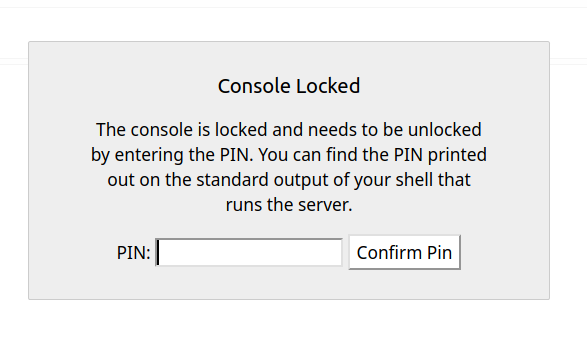 Console Locked
The console is locked and needs to be unlocked
by entering the PIN. You can find the PIN printed
out on the standard output of your shell that
runs the server.
PIN: Confirm Pin